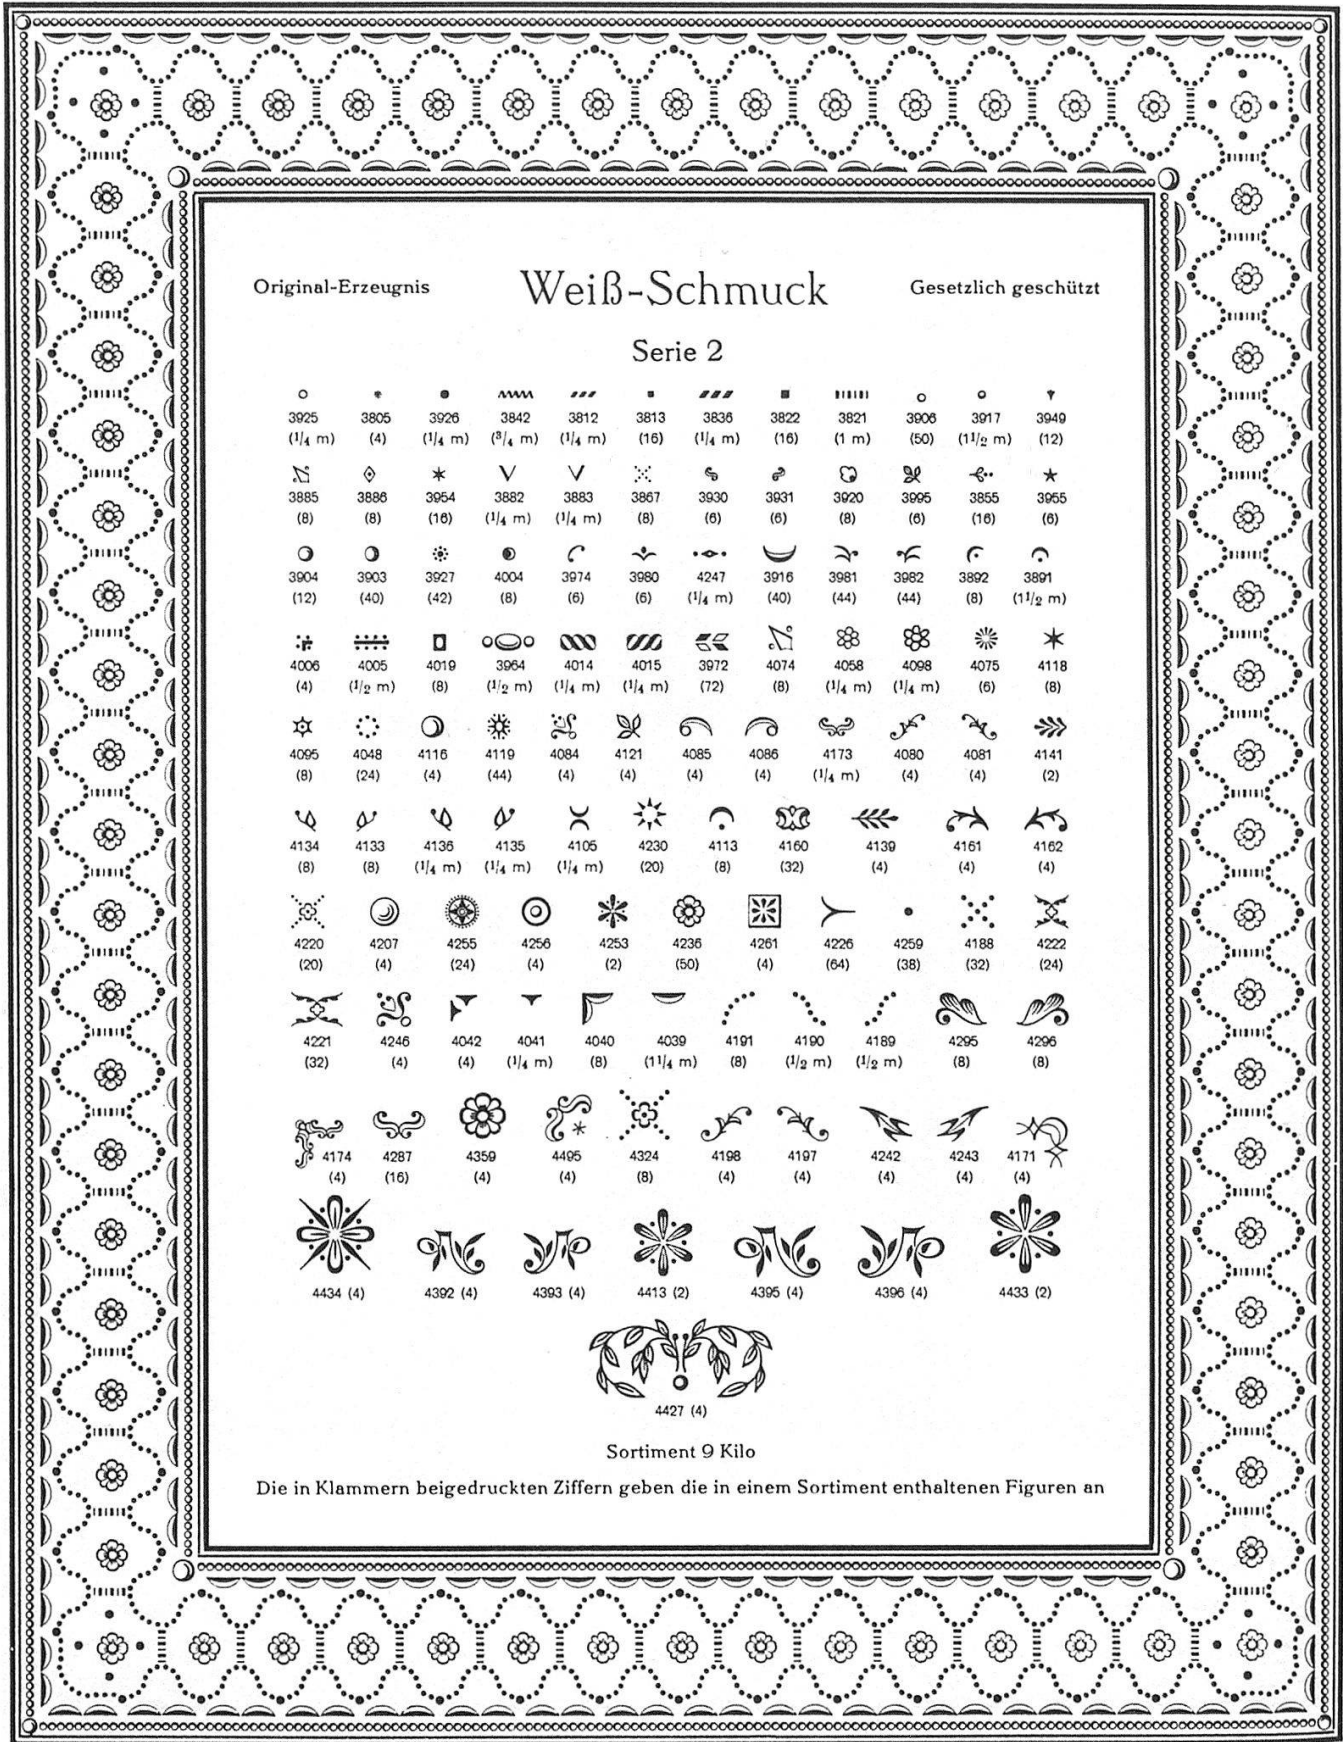 Original-Erzeugnis Weiß-Schmuck Gesetzlich geschützt
Serie 2
3925 3805 3926 3842 3812 3813 3836 3822 3821 3906 3917 3949
(1/4 m) (4) (1/4 m) (3/4 m) (1/4 m) (16) (1/4 m) (16) (1 m) (50) (1 1/2 m) (12)
3885 3886 3954 3882 3883 3867 3930 3931 3920 3995 3855 3955
(8) (8) (16) (1/4 m) (1/4 m) (8) (6) (6) (8) (6) (16) (6)
3904 3903 3927 4004 3974 3980 4247 3916 3981 3982 3892 3891
(12) (40) (42) (8) (6) (6) (1/4 m) (40) (44) (44) (8) (1 1/2 m)
4006 4005 4019 3964 4014 4015 3972 4074 4058 4098 4075 4118
(4) (1/2 m) (8) (1/2 m) (1/4 m) (1/4 m) (72) (8) (1/4 m) (1/4 m) (6) (8)
4095 4048 4116 4119 4084 4121 4085 4086 4173 4080 4081 4141
(8) (24) (4) (44) (4) (4) (4) (4) (1/4 m) (4) (4) (2)
4134 4133 4136 4135 4105 4230 4113 4160 4139 4161 4162
(8) (8) (1/4 m) (1/4 m) (1/4 m) (20) (8) (32) (4) (4) (4)
4220 4207 4255 4256 4253 4236 4261 4226 4259 4188 4222
(20) (4) (24) (4) (2) (50) (4) (64) (38) (32) (24)
4221 4246 4042 4041 4040 4039 4191 4190 4189 4295 4296
(32) (4) (4) (1/4 m) (8) (1 1/4 m) (8) (1/2 m) (1/2 m) (8) (8)
4174 4287 4359 4495 4324 4198 4197 4242 4243 4171
(4) (16) (4) (4) (8) (4) (4) (4) (4) (4)
4434 (4) 4392 (4) 4393 (4) 4413 (2) 4395 (4) 4396 (4) 4433 (2)
4427 (4)
Sortiment 9 Kilo
Die in Klammern beigedruckten Ziffern geben die in einem Sortiment enthaltenen Figuren an